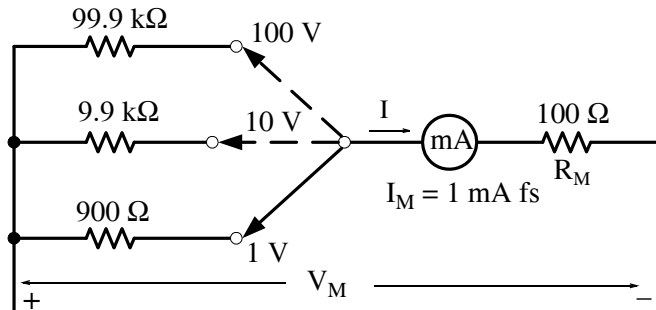 99.9 kΩ
100 V
9.9 kΩ
10 V
I
mA
100 Ω
R_M
I_M = 1 mA fs
900 Ω
1 V
V_M
+
−